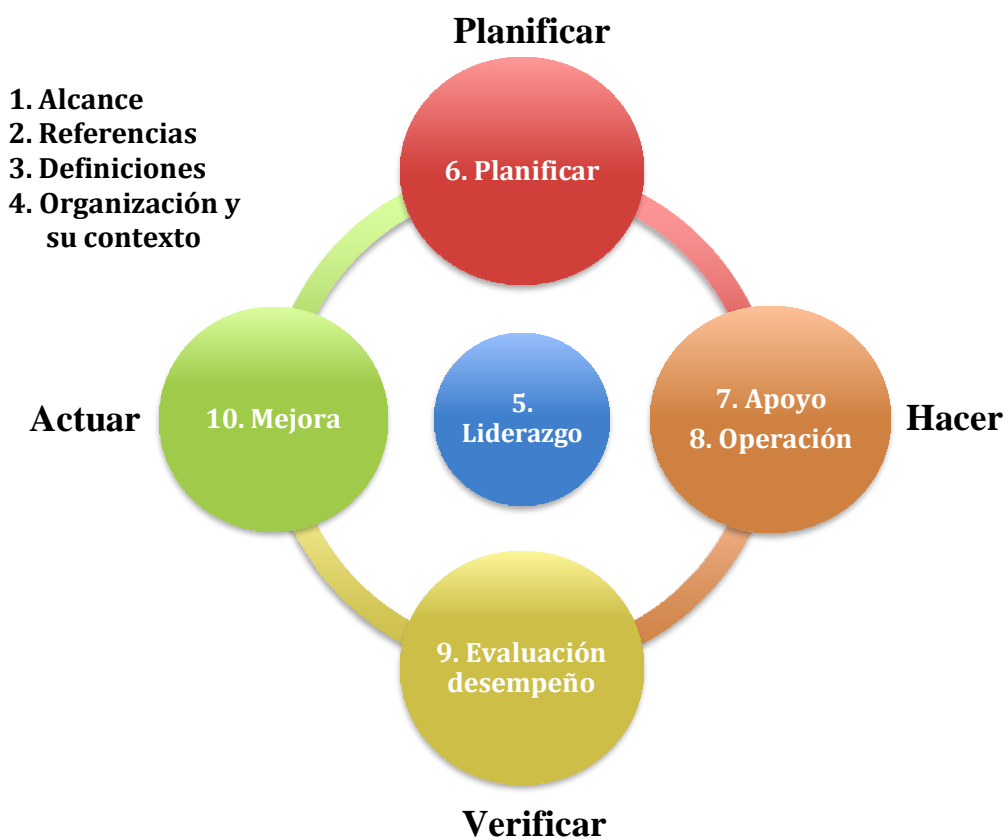 Planificar
1. Alcance
2. Referencias
3. Definiciones
4. Organización y
su contexto
6. Planificar
Actuar
10. Mejora
5.
Liderazgo
7. Apoyo
8. Operación
Hacer
9. Evaluación
desempeño
Verificar